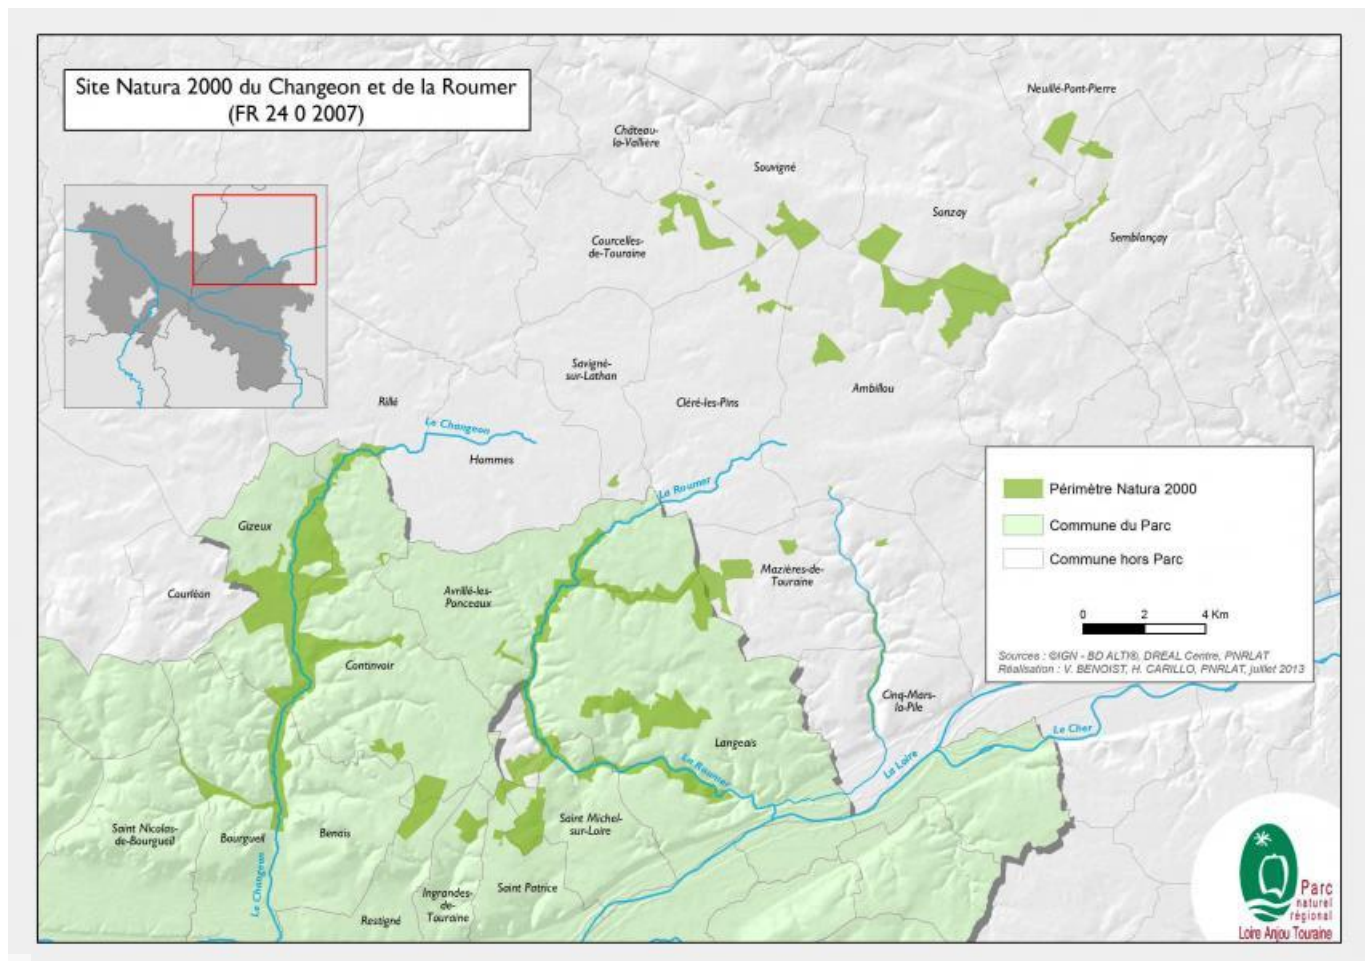 Site Natura 2000 du Changeon et de la Roumer
(FR 24 0 2007)
Neuillé-Pont-Pierre
Château-
la-Vallière
Souvigné
Sonzay
Semblançay
Courcelles-
de-Touraine
Savigné-
sur-Lathan
Ambillou
Rillé
Cléré-les-Pins
Le Changeon
Hommes
La Roumer
Périmètre Natura 2000
Commune du Parc
Commune hors Parc
0 2 4 Km
Sources : ©IGN - BD ALTI®, DREAL Centre, PNRLAT
Réalisation : V. BENOIST, H. CARILLO, PNRLAT, juillet 2013
Gizeux
Courléon
Avrillé-les-
Ponceaux
Mazières-de-
Touraine
Continvoir
Cinq-Mars-
la-Pile
Langeais
Le Cher
La Loire
La Roumer
Saint Nicolas-
de-Bourgueil
Bourgueil
Benais
Saint Michel-
sur-Loire
Le Changeon
Restigné
Ingrandes-
de-
Touraine
Saint Patrice
Parc
naturel
régional
Loire Anjou Touraine